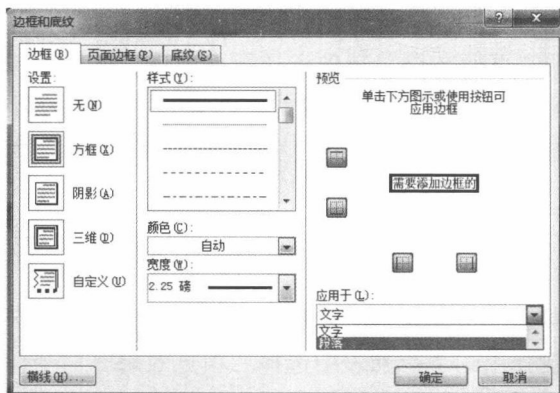 边框和底纹
边框(B) 页面边框(P) 底纹(S)
设置:
无(N)
方框(X)
阴影(A)
三维(D)
自定义(U)
样式(Y):
颜色(C):
自动
宽度(W):
2.25 磅
预览
单击下方图示或使用按钮可
应用边框
需要添加边框的
应用于(L):
文字
文字
段落
横线(H)...
确定
取消